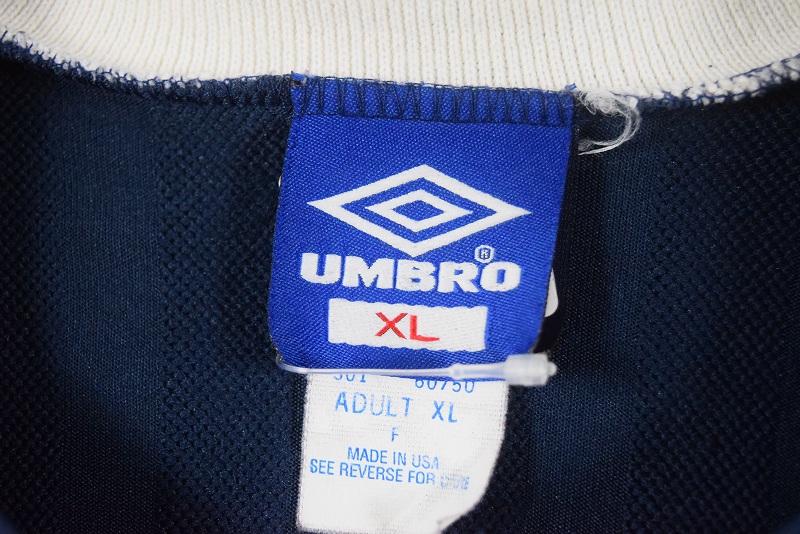 UMBRO®
XL
ADULT XL
F
MADE IN USA
SEE REVERSE FOR